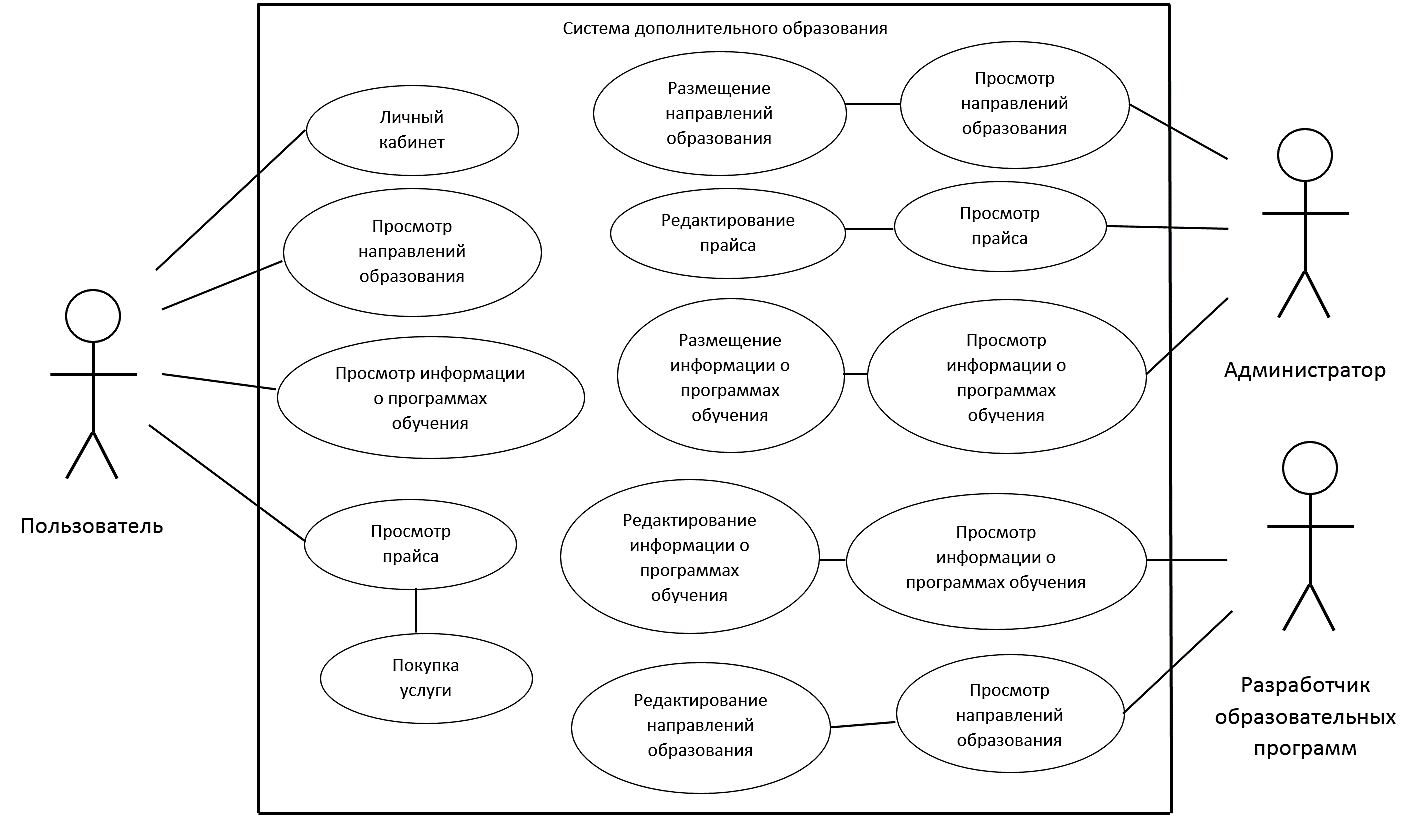 Система дополнительного образования
Личный
кабинет
Просмотр
направлений
образования
Просмотр информации
о программах
обучения
Просмотр
прайса
Покупка
услуги
Размещение
направлений
образования
Просмотр
направлений
образования
Редактирование
прайса
Просмотр
прайса
Размещение
информации о
программах
обучения
Просмотр
информации о
программах
обучения
Редактирование
информации о
программах
обучения
Просмотр
информации о
программах обучения
Редактирование
направлений
образования
Просмотр
направлений
образования
Пользователь
Администратор
Разработчик
образовательных
программ